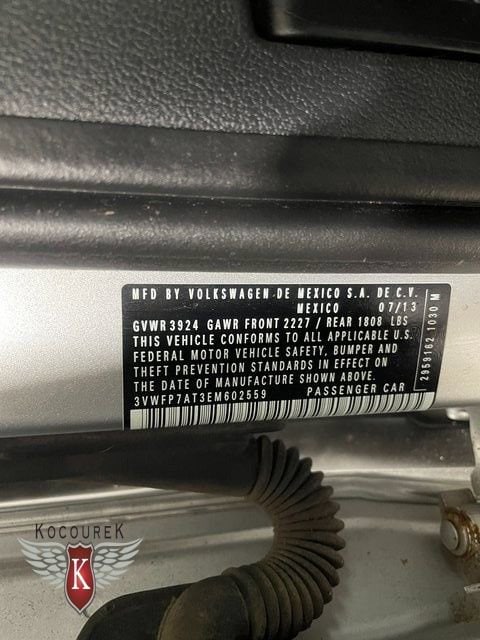 MFD BY VOLKSWAGEN DE MEXICO S.A. DE C.V.
MEXICO 07/13
GVWR 3924 GAWR FRONT 2227 / REAR 1808 LBS
THIS VEHICLE CONFORMS TO ALL APPLICABLE U.S.
FEDERAL MOTOR VEHICLE SAFETY, BUMPER AND
THEFT PREVENTION STANDARDS IN EFFECT ON
THE DATE OF MANUFACTURE SHOWN ABOVE.
3VWFP7AT3EM602559 PASSENGER CAR
2959162 1030 M
KOCOUREK
K